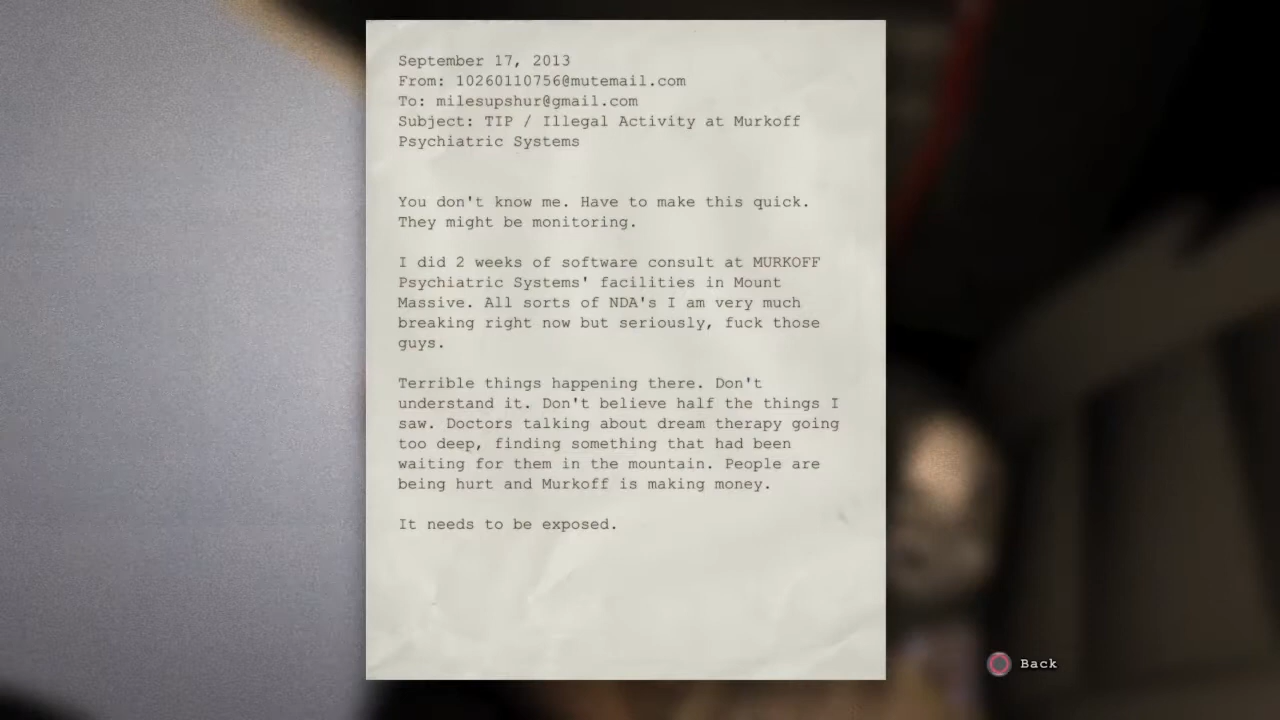 September 17, 2013
From: 10260110756@mutemail.com
To: milesupshur@gmail.com
Subject: TIP / Illegal Activity at Murkoff
Psychiatric Systems
You don't know me. Have to make this quick.
They might be monitoring.
I did 2 weeks of software consult at MURKOFF
Psychiatric Systems' facilities in Mount
Massive. All sorts of NDA's I am very much
breaking right now but seriously, fuck those
guys.
Terrible things happening there. Don't
understand it. Don't believe half the things I
saw. Doctors talking about dream therapy going
too deep, finding something that had been
waiting for them in the mountain. People are
being hurt and Murkoff is making money.
It needs to be exposed.
Back